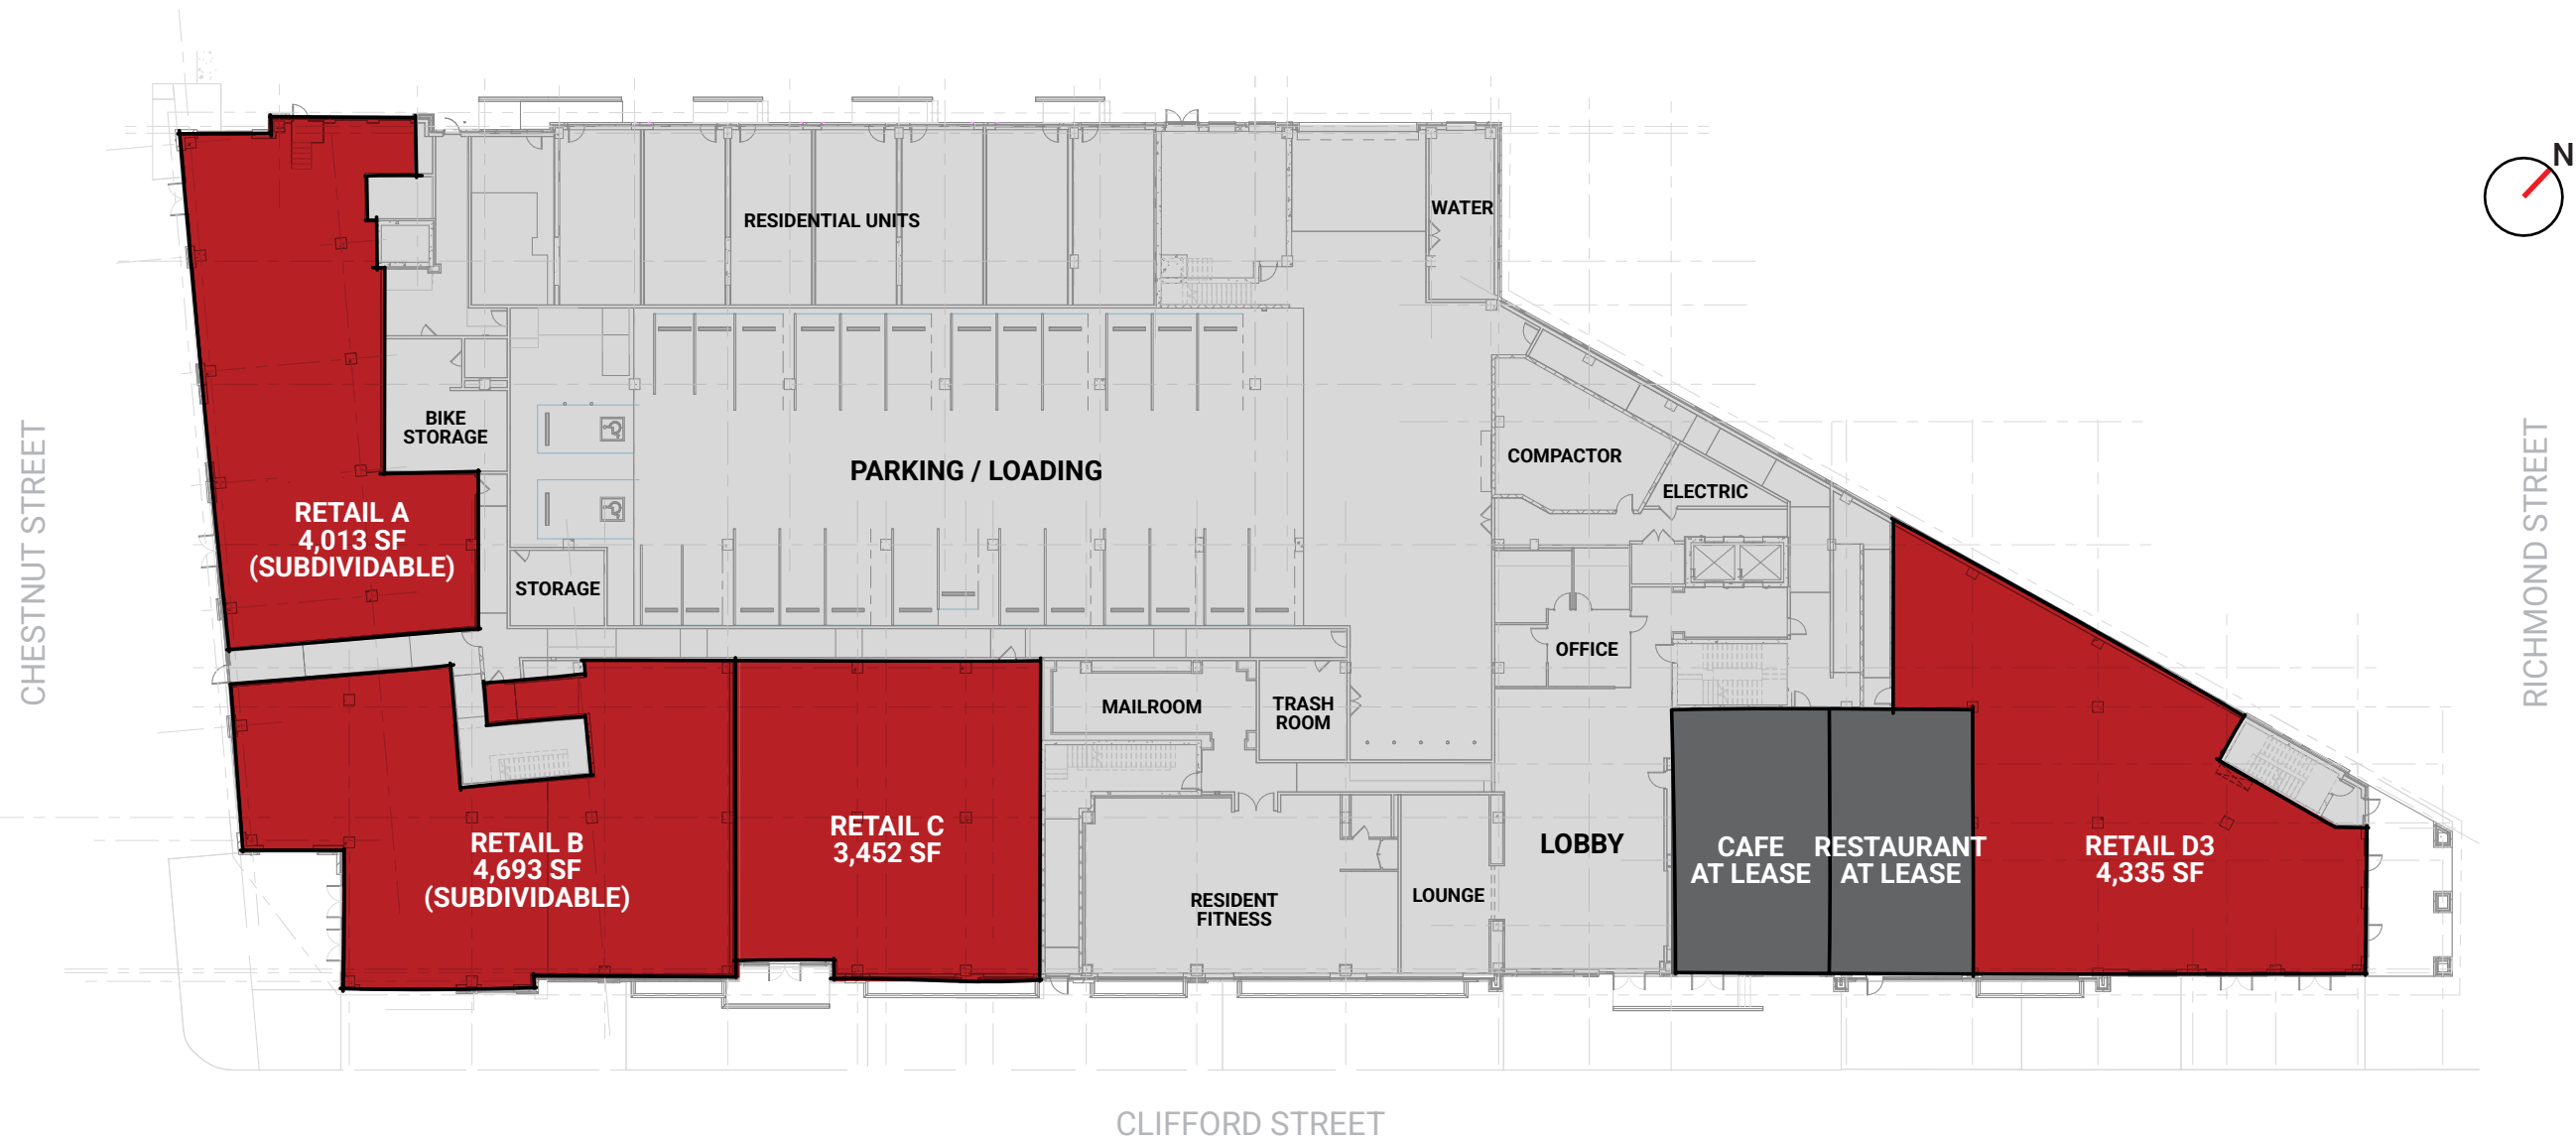 N
WATER
RESIDENTIAL UNITS
BIKE
STORAGE
PARKING / LOADING
COMPACTOR
ELECTRIC
CHESTNUT STREET
RICHMOND STREET
RETAIL A
4,013 SF
(SUBDIVIDABLE)
STORAGE
OFFICE
MAILROOM
TRASH
ROOM
RETAIL B
4,693 SF
(SUBDIVIDABLE)
RETAIL C
3,452 SF
RESIDENT
FITNESS
LOUNGE
LOBBY
CAFE
AT LEASE
RESTAURANT
AT LEASE
RETAIL D3
4,335 SF
CLIFFORD STREET